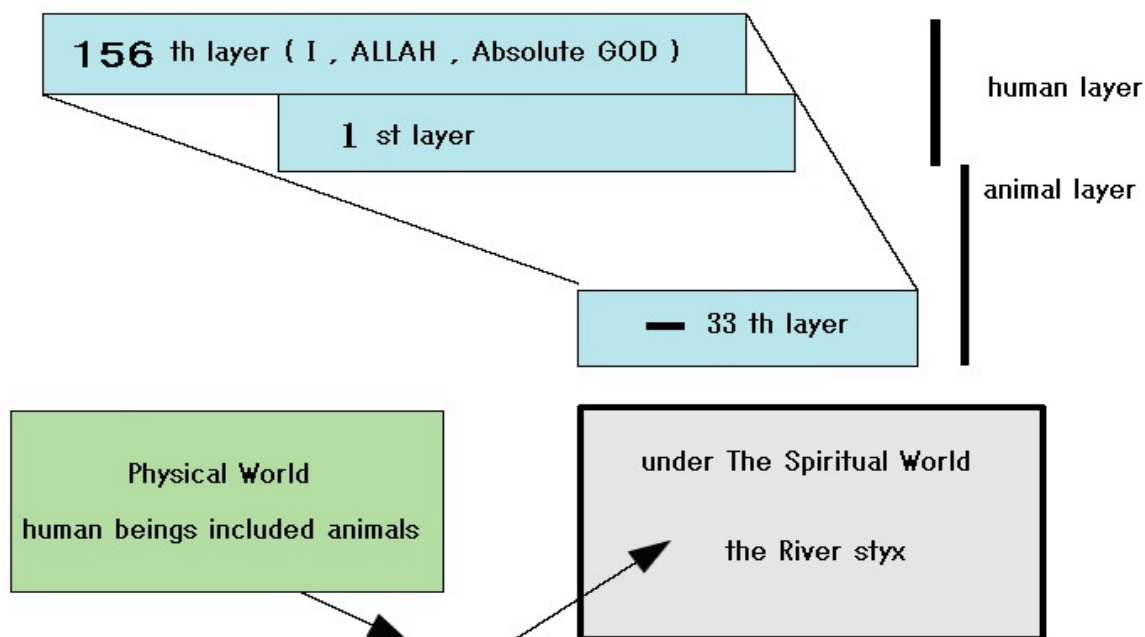 156 th layer ( I , ALLAH , Absolute GOD )
human layer
1 st layer
animal layer
— 33 th layer
Physical World
human beings included animals
under The Spiritual World
the River styx